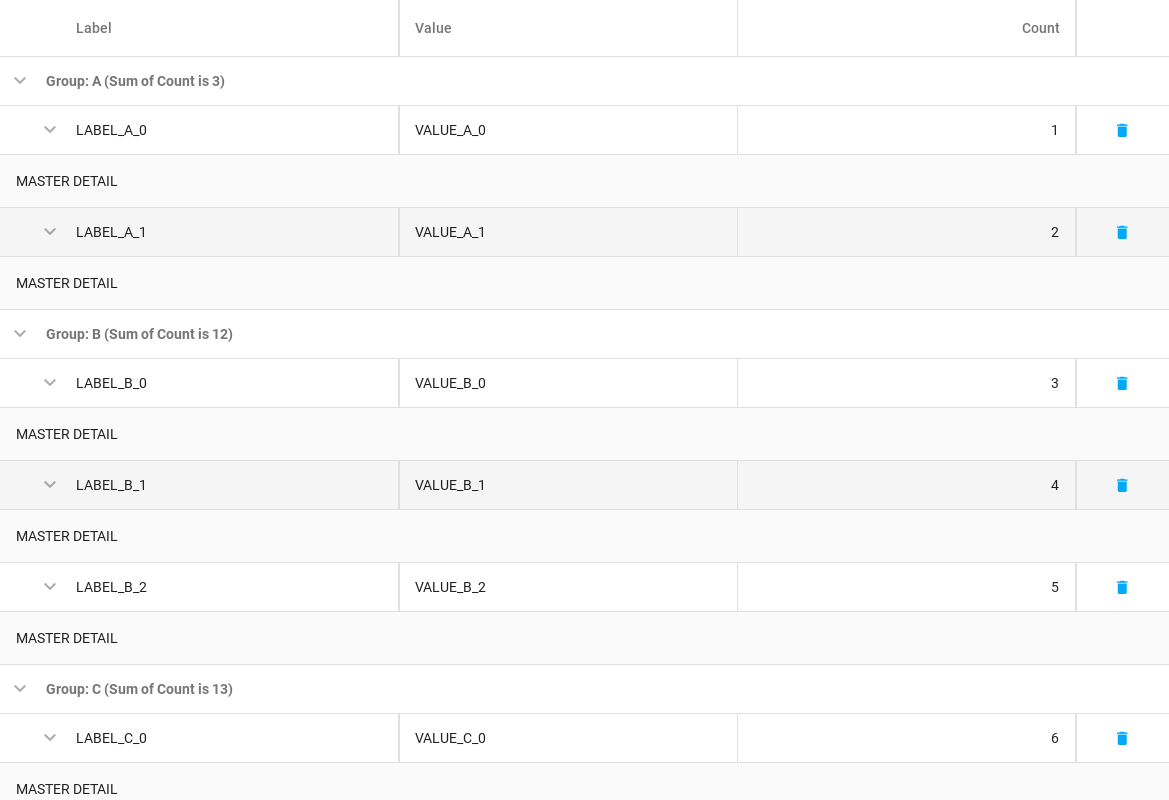 Label Value Count
Group: A (Sum of Count is 3)
LABEL_A_0 VALUE_A_0 1
MASTER DETAIL
LABEL_A_1 VALUE_A_1 2
MASTER DETAIL
Group: B (Sum of Count is 12)
LABEL_B_0 VALUE_B_0 3
MASTER DETAIL
LABEL_B_1 VALUE_B_1 4
MASTER DETAIL
LABEL_B_2 VALUE_B_2 5
MASTER DETAIL
Group: C (Sum of Count is 13)
LABEL_C_0 VALUE_C_0 6
MASTER DETAIL